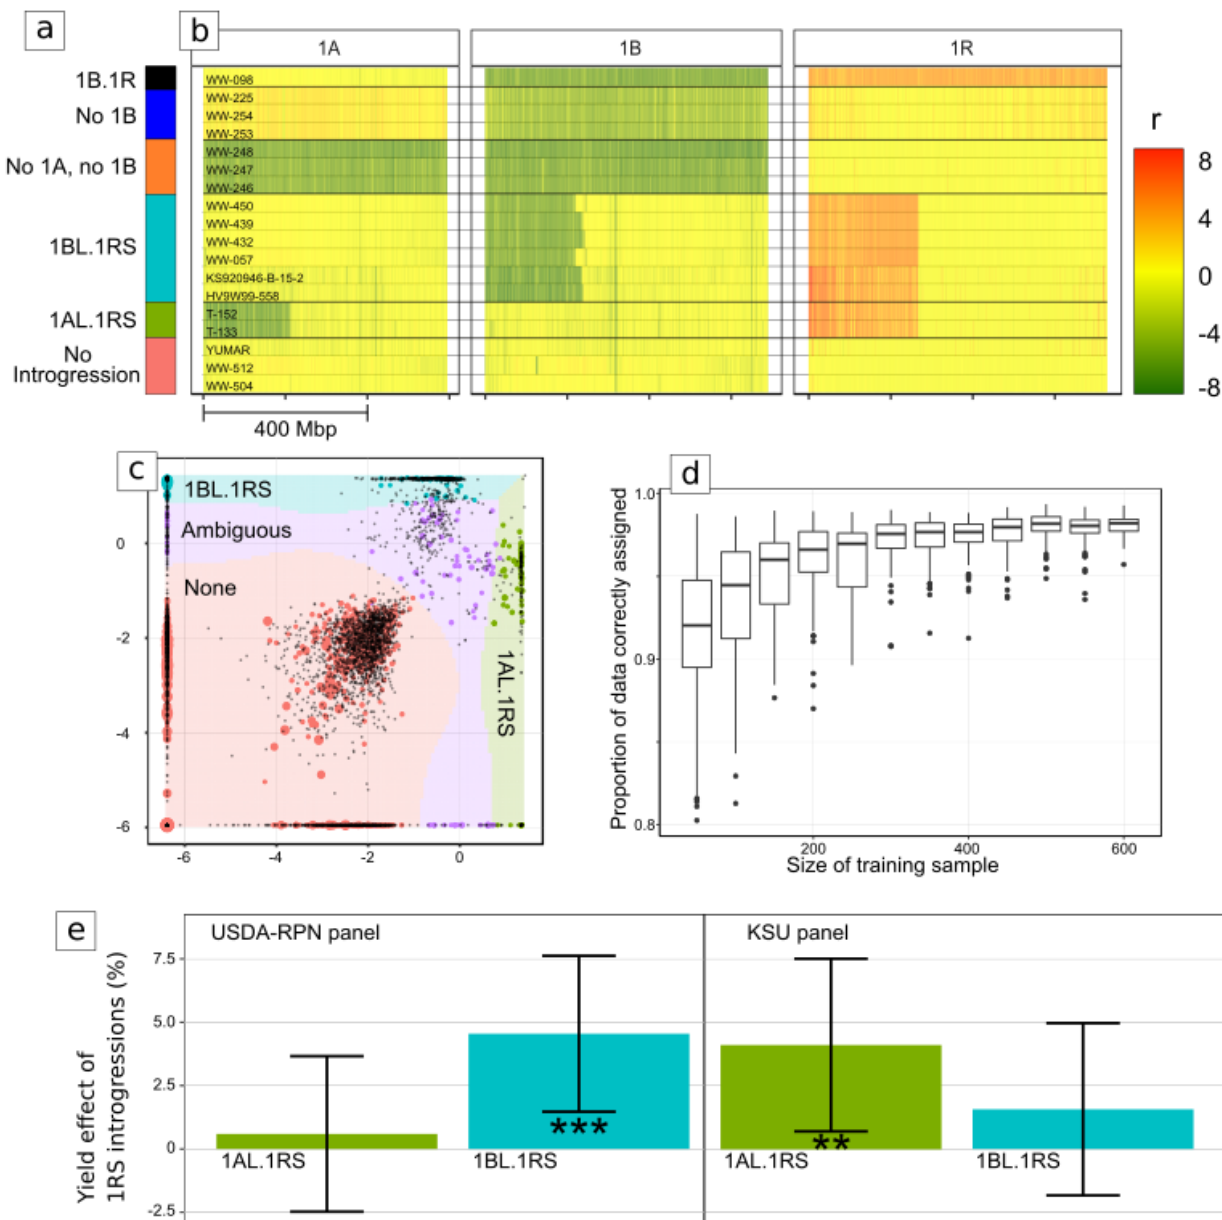 a
b
1A
1B
1R
1B.1R
No 1B
No 1A, no 1B
1BL.1RS
1AL.1RS
No
Introgression
WW-098
WW-225
WW-254
WW-253
WW-248
WW-247
WW-246
WW-450
WW-439
WW-432
WW-057
KS920946-B-15-2
HV9W99-558
T-152
T-133
YUMAR
WW-512
WW-504
400 Mbp
r
8
4
0
-4
-8
c
1BL.1RS
Ambiguous
None
1AL.1RS
0
-2
-4
-6
-6
-4
-2
0
d
Proportion of data correctly assigned
1.0
0.9
0.8
200
400
600
Size of training sample
e
USDA-RPN panel
KSU panel
Yield effect of
1RS introgressions (%)
7.5
5.0
2.5
0
-2.5
***
**
1AL.1RS
1BL.1RS
1AL.1RS
1BL.1RS